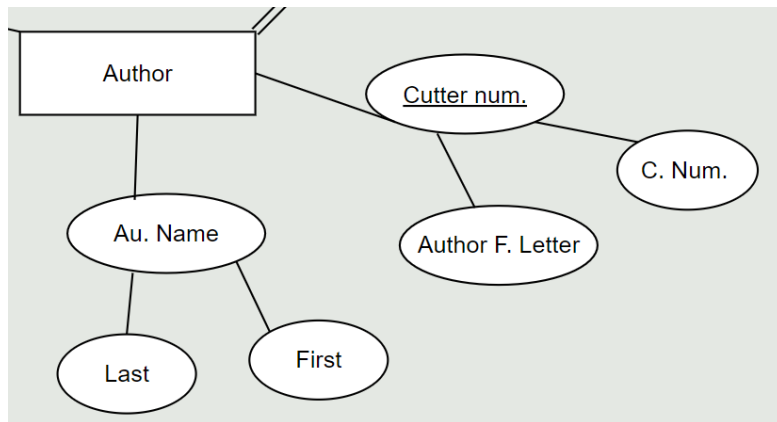 Author
Cutter num.
C. Num.
Au. Name
Author F. Letter
Last
First